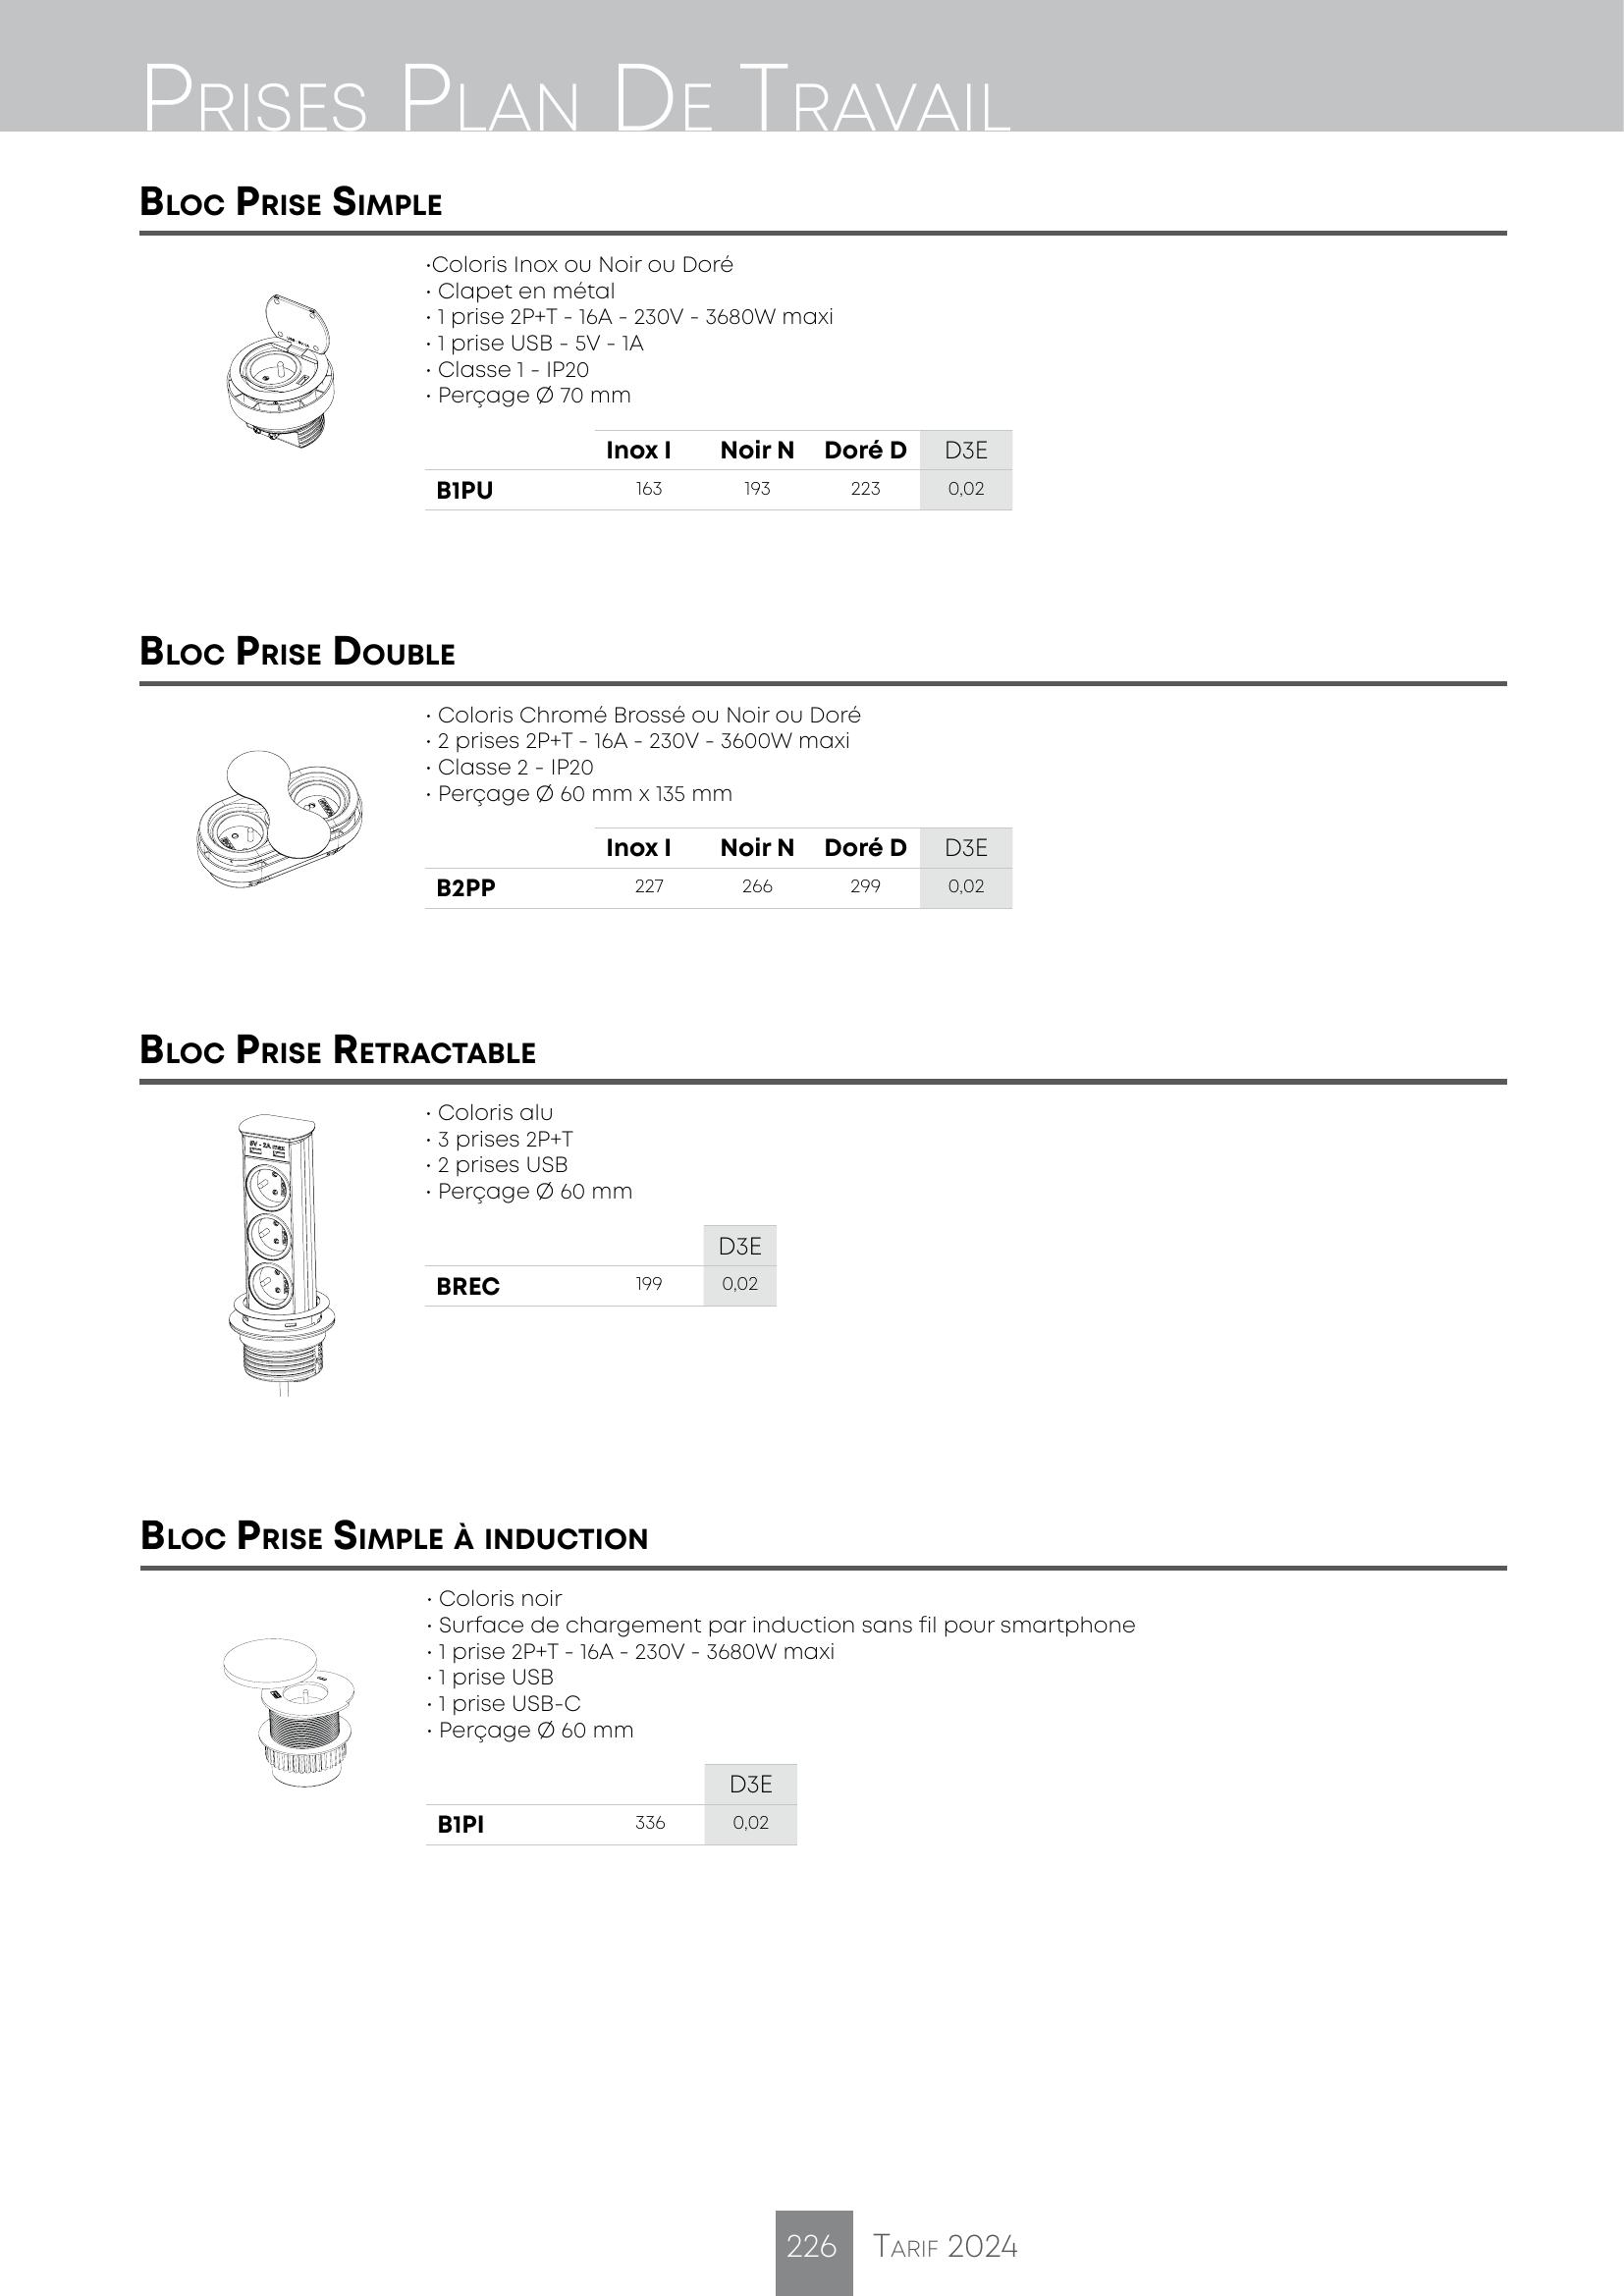 Prises Plan De Travail
Bloc Prise Simple
·Coloris Inox ou Noir ou Doré
· Clapet en métal
· 1 prise 2P+T - 16A - 230V - 3680W maxi
· 1 prise USB - 5V - 1A
· Classe 1 - IP20
· Perçage Ø 70 mm
Inox I Noir N Doré D D3E
B1PU 163 193 223 0,02
Bloc Prise Double
· Coloris Chromé Brossé ou Noir ou Doré
· 2 prises 2P+T - 16A - 230V - 3600W maxi
· Classe 2 - IP20
· Perçage Ø 60 mm x 135 mm
Inox I Noir N Doré D D3E
B2PP 227 266 299 0,02
Bloc Prise Retractable
· Coloris alu
· 3 prises 2P+T
· 2 prises USB
· Perçage Ø 60 mm
D3E
BREC 199 0,02
Bloc Prise Simple à induction
· Coloris noir
· Surface de chargement par induction sans fil pour smartphone
· 1 prise 2P+T - 16A - 230V - 3680W maxi
· 1 prise USB
· 1 prise USB-C
· Perçage Ø 60 mm
D3E
B1PI 336 0,02
226 Tarif 2024